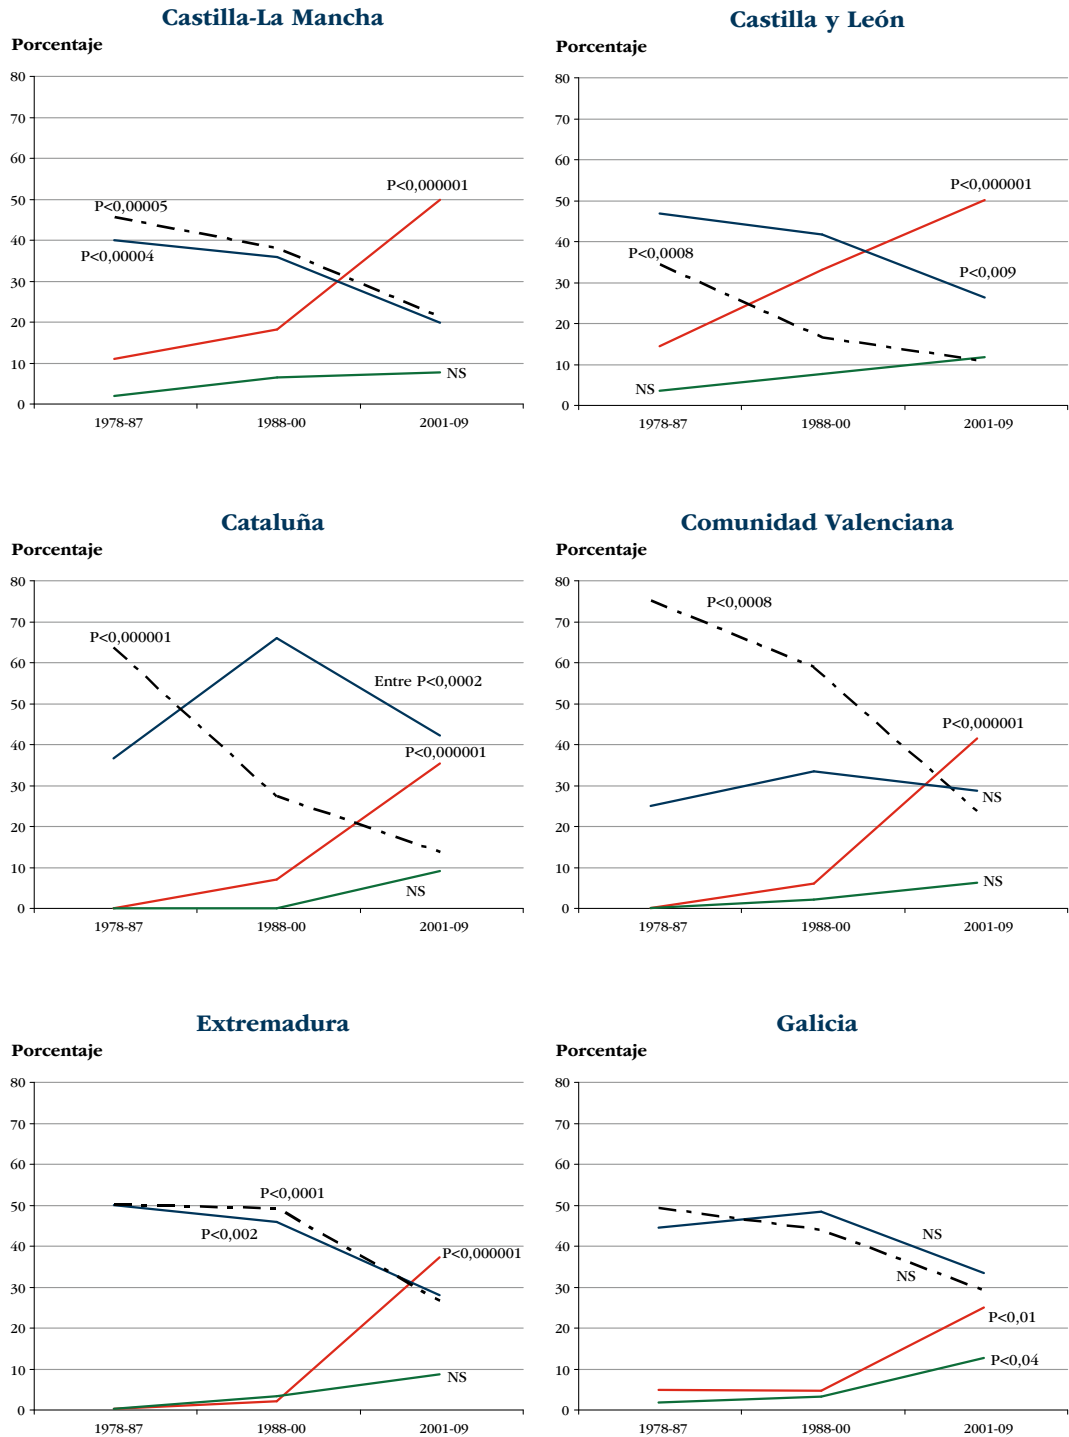 Castilla-La Mancha
Porcentaje
80
70
60
50
40
30
20
10
0
P<0,00005
P<0,00004
P<0,000001
NS
1978-87
1988-00
2001-09
Castilla y León
Porcentaje
80
70
60
50
40
30
20
10
0
P<0,000001
P<0,0008
P<0,009
NS
1978-87
1988-00
2001-09
Cataluña
Porcentaje
80
70
60
50
40
30
20
10
0
P<0,000001
Entre P<0,0002
P<0,000001
NS
1978-87
1988-00
2001-09
Comunidad Valenciana
Porcentaje
80
70
60
50
40
30
20
10
0
P<0,0008
P<0,000001
NS
NS
1978-87
1988-00
2001-09
Extremadura
Porcentaje
80
70
60
50
40
30
20
10
0
P<0,0001
P<0,002
P<0,000001
NS
1978-87
1988-00
2001-09
Galicia
Porcentaje
80
70
60
50
40
30
20
10
0
NS
NS
P<0,01
P<0,04
1978-87
1988-00
2001-09